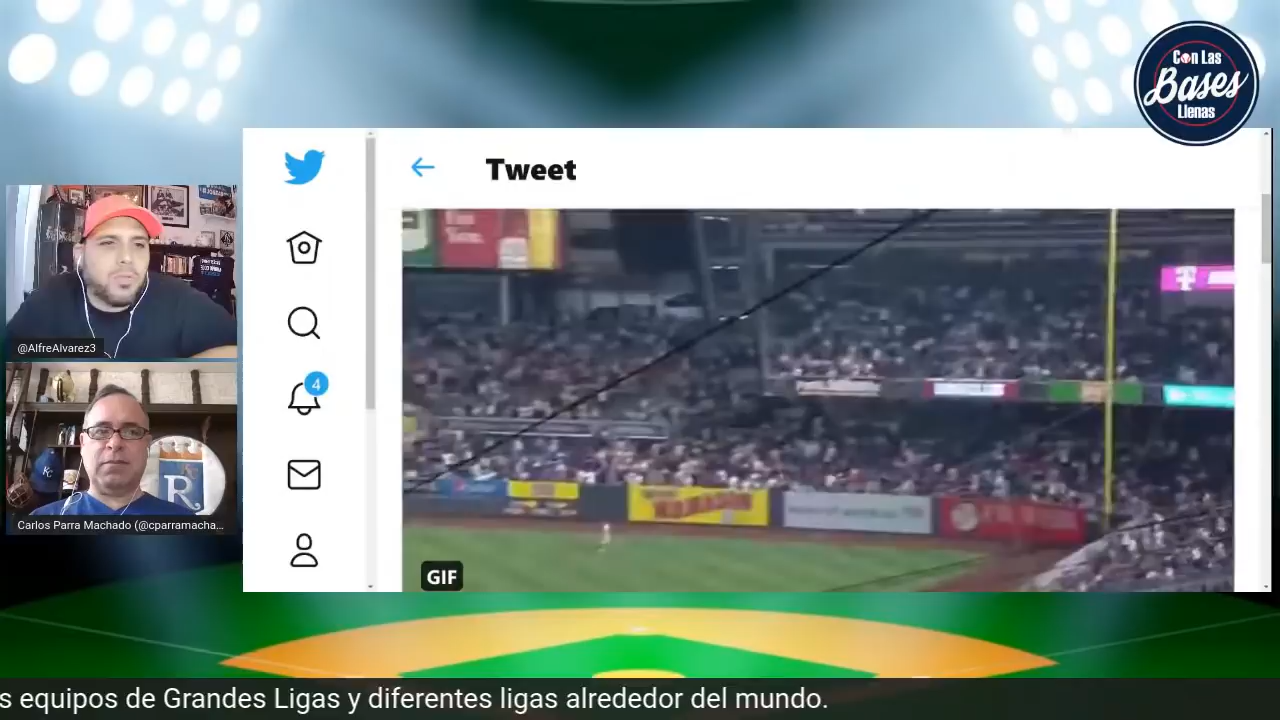 Con Las
Bases
Llenas
Tweet
4
@AlfreAlvarez3
KC
R
Carlos Parra Machado (@cparramacha...
GIF
s equipos de Grandes Ligas y diferentes ligas alrededor del mundo.